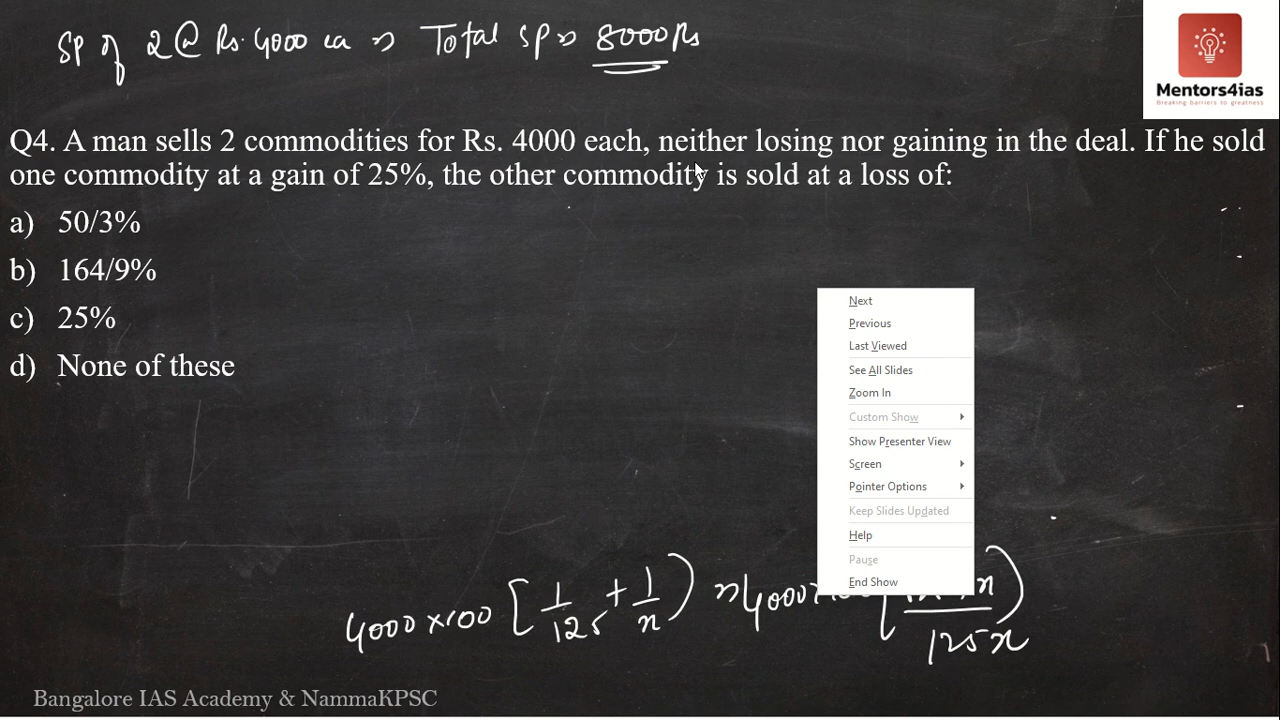 SP of 2 @ Rs. 4000 ea ⇒ Total SP ⇒ 8000 Rs
Mentors4ias
Breaking barriers to greatness
Q4. A man sells 2 commodities for Rs. 4000 each, neither losing nor gaining in the deal. If he sold
one commodity at a gain of 25%, the other commodity is sold at a loss of:
a) 50/3%
b) 164/9%
c) 25%
d) None of these
Next
Previous
Last Viewed
See All Slides
Zoom In
Custom Show
Show Presenter View
Screen
Pointer Options
Keep Slides Updated
Help
Pause
End Show
4000 × 100 [1/125 + 1/x) ⇒ 4000 x
125x
Bangalore IAS Academy & NammaKPSC